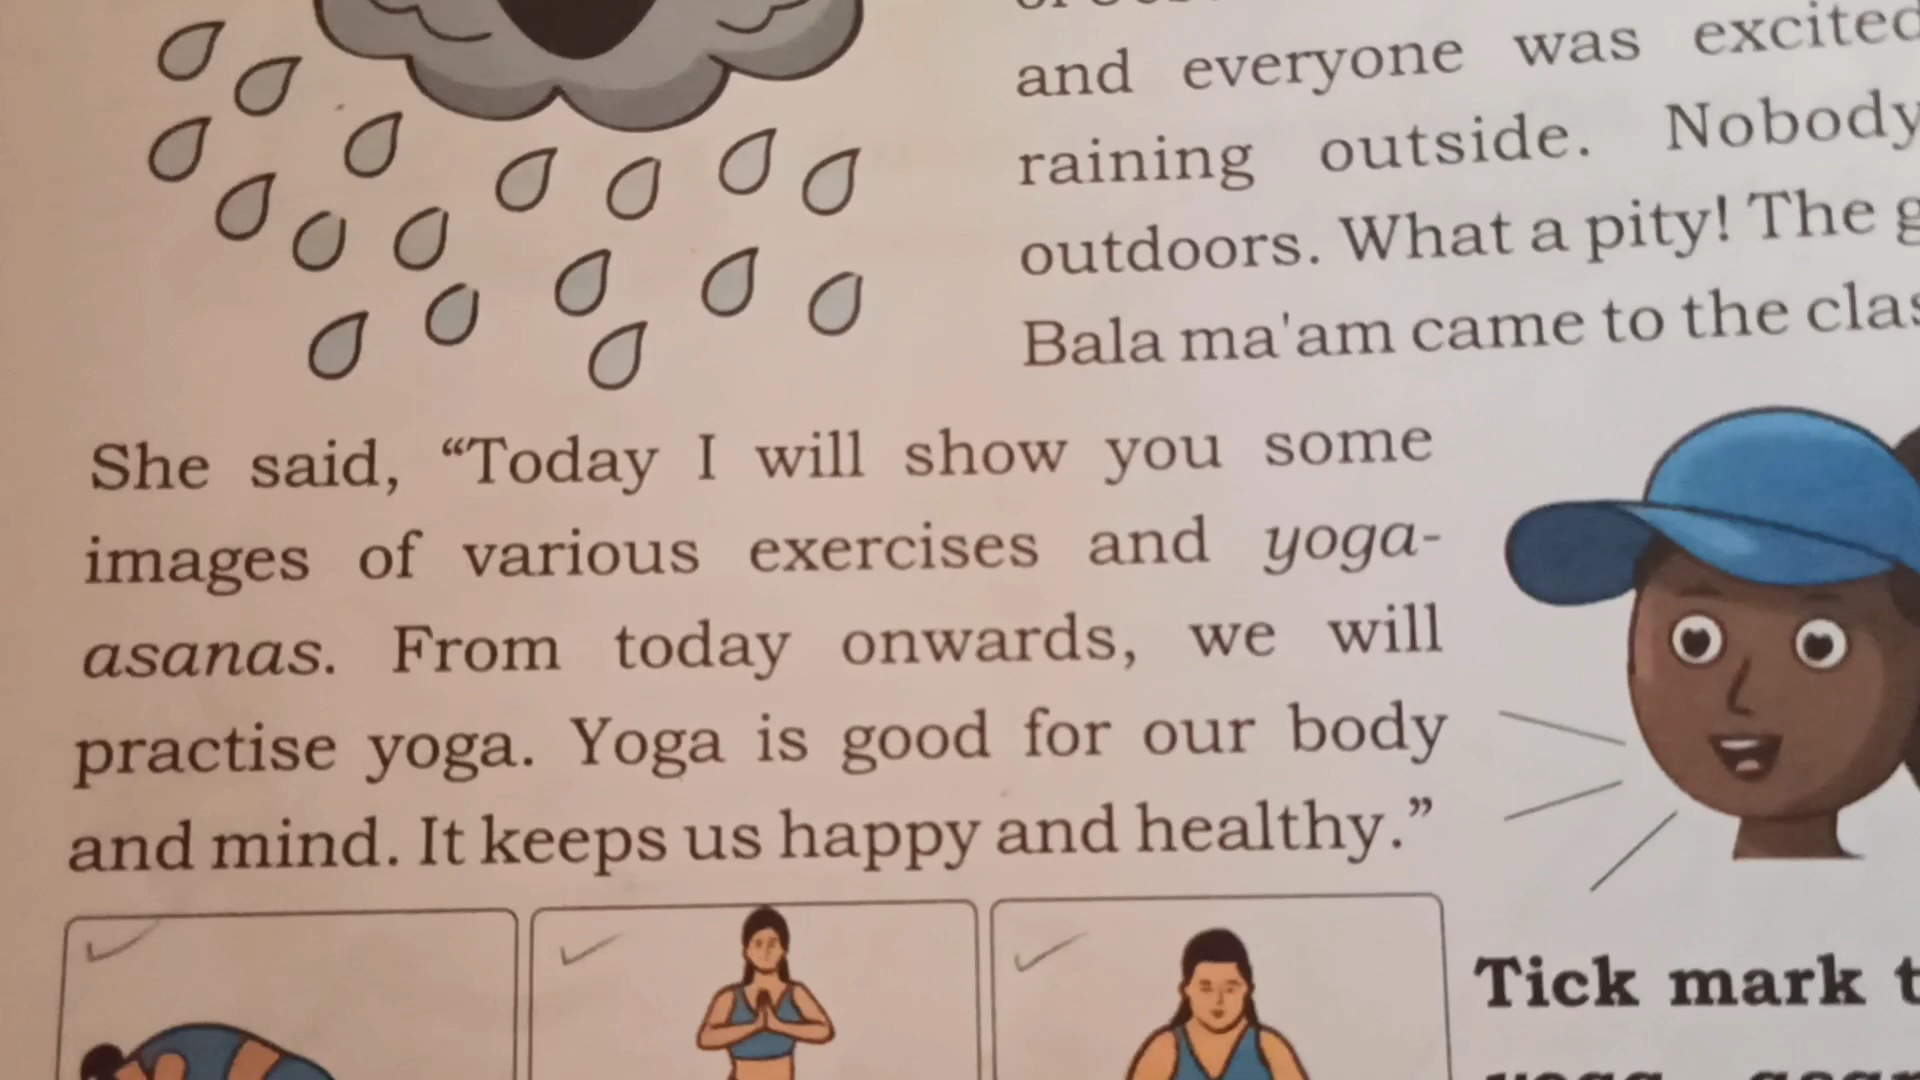 and everyone was excited
raining outside. Nobody
outdoors. What a pity! The
Bala ma'am came to the
She said, “Today I will show you some
images of various exercises and yoga-
asanas. From today onwards, we will
practise yoga. Yoga is good for our body
and mind. It keeps us happy and healthy.”
Tick mark